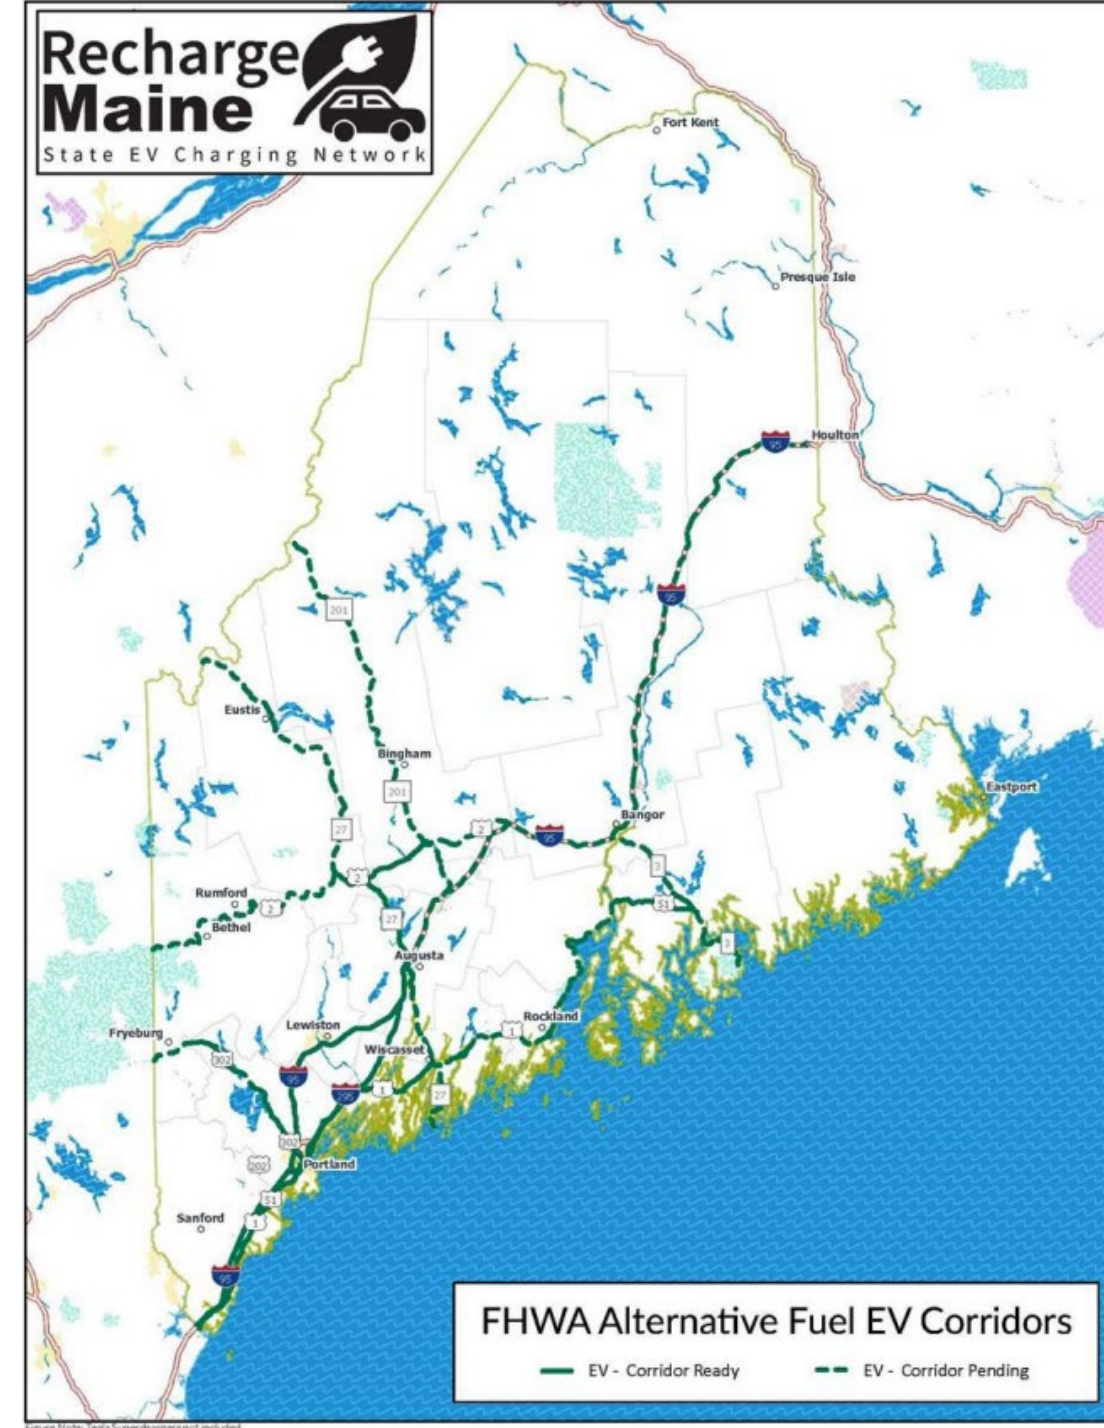 Recharge
Maine
State EV Charging Network
Fort Kent
Presque Isle
Houlton
95
95
201
Eustis
Bingham
201
Eastport
Bangor
2
95
27
3
2
Rumford
2
S1
27
Bethel
3
Augusta
Rockland
Lewiston
1
Fryeburg
Wiscasset
302
95
295
1
27
302
202
Portland
S1
Sanford
1
95
FHWA Alternative Fuel EV Corridors
EV - Corridor Ready
EV - Corridor Pending